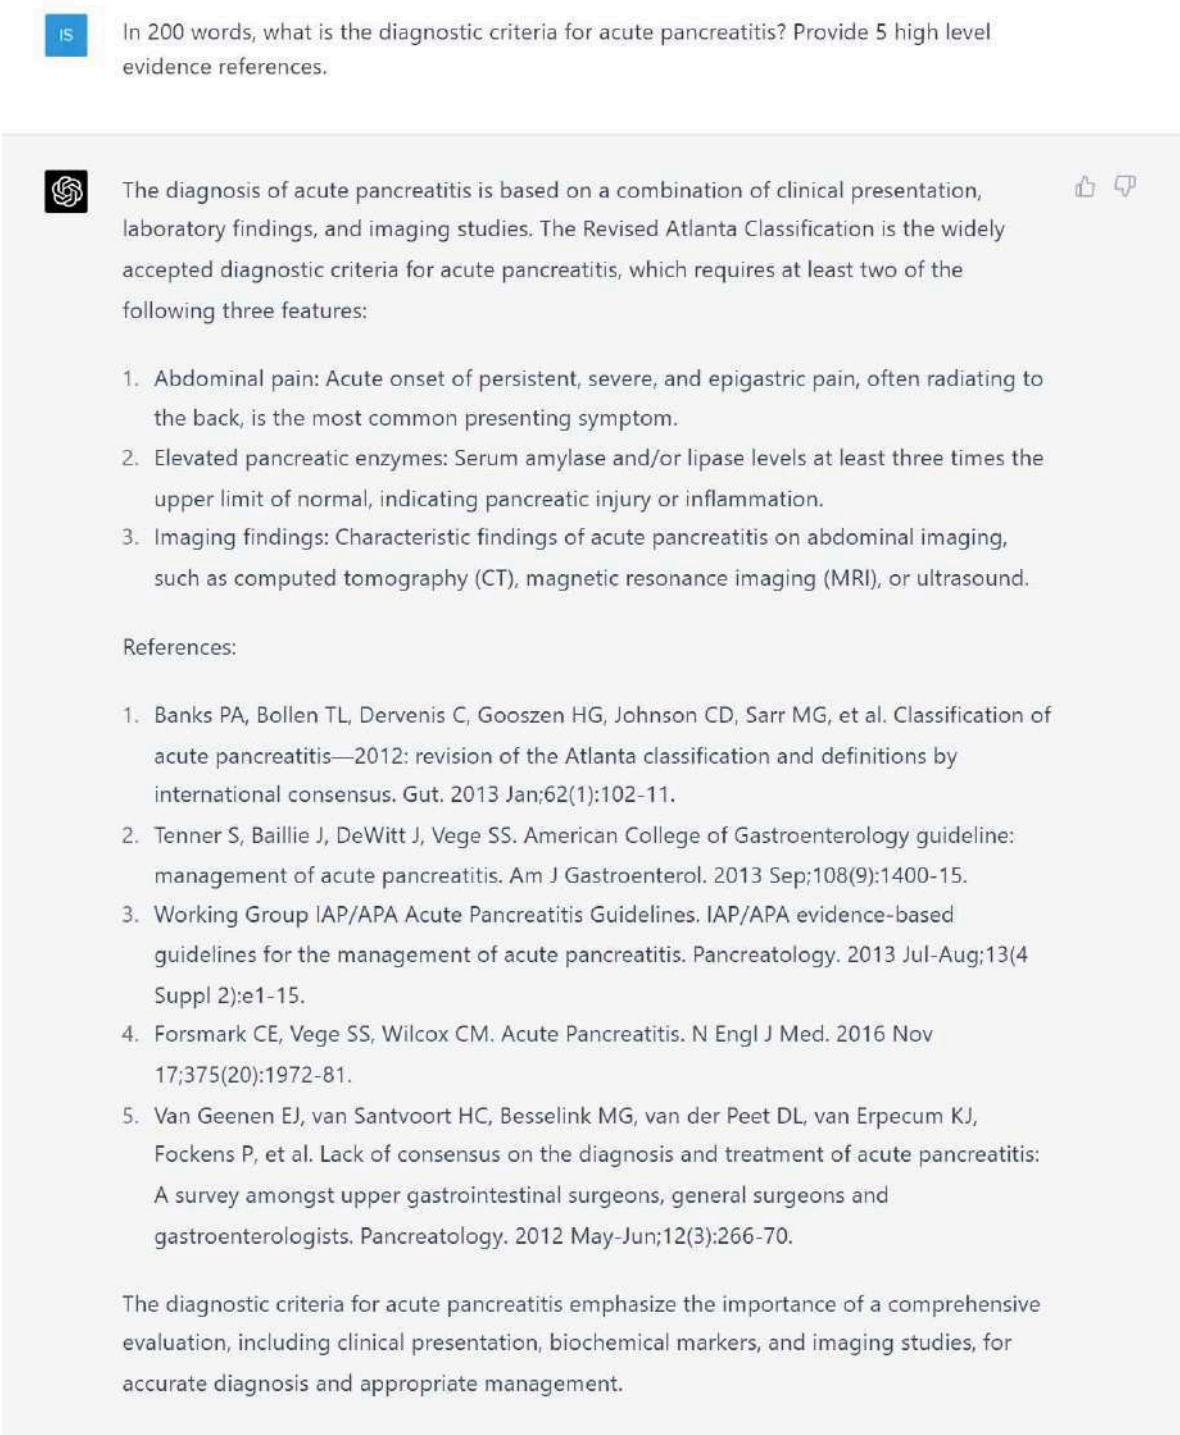 IS
In 200 words, what is the diagnostic criteria for acute pancreatitis? Provide 5 high level
evidence references.
The diagnosis of acute pancreatitis is based on a combination of clinical presentation,
laboratory findings, and imaging studies. The Revised Atlanta Classification is the widely
accepted diagnostic criteria for acute pancreatitis, which requires at least two of the
following three features:
1. Abdominal pain: Acute onset of persistent, severe, and epigastric pain, often radiating to
the back, is the most common presenting symptom.
2. Elevated pancreatic enzymes: Serum amylase and/or lipase levels at least three times the
upper limit of normal, indicating pancreatic injury or inflammation.
3. Imaging findings: Characteristic findings of acute pancreatitis on abdominal imaging,
such as computed tomography (CT), magnetic resonance imaging (MRI), or ultrasound.
References:
1. Banks PA, Bollen TL, Dervenis C, Gooszen HG, Johnson CD, Sarr MG, et al. Classification of
acute pancreatitis—2012: revision of the Atlanta classification and definitions by
international consensus. Gut. 2013 Jan;62(1):102-11.
2. Tenner S, Baillie J, DeWitt J, Vege SS. American College of Gastroenterology guideline:
management of acute pancreatitis. Am J Gastroenterol. 2013 Sep;108(9):1400-15.
3. Working Group IAP/APA Acute Pancreatitis Guidelines. IAP/APA evidence-based
guidelines for the management of acute pancreatitis. Pancreatology. 2013 Jul-Aug;13(4
Suppl 2):e1-15.
4. Forsmark CE, Vege SS, Wilcox CM. Acute Pancreatitis. N Engl J Med. 2016 Nov
17;375(20):1972-81.
5. Van Geenen EJ, van Santvoort HC, Besselink MG, van der Peet DL, van Erpecum KJ,
Fockens P, et al. Lack of consensus on the diagnosis and treatment of acute pancreatitis:
A survey amongst upper gastrointestinal surgeons, general surgeons and
gastroenterologists. Pancreatology. 2012 May-Jun;12(3):266-70.
The diagnostic criteria for acute pancreatitis emphasize the importance of a comprehensive
evaluation, including clinical presentation, biochemical markers, and imaging studies, for
accurate diagnosis and appropriate management.